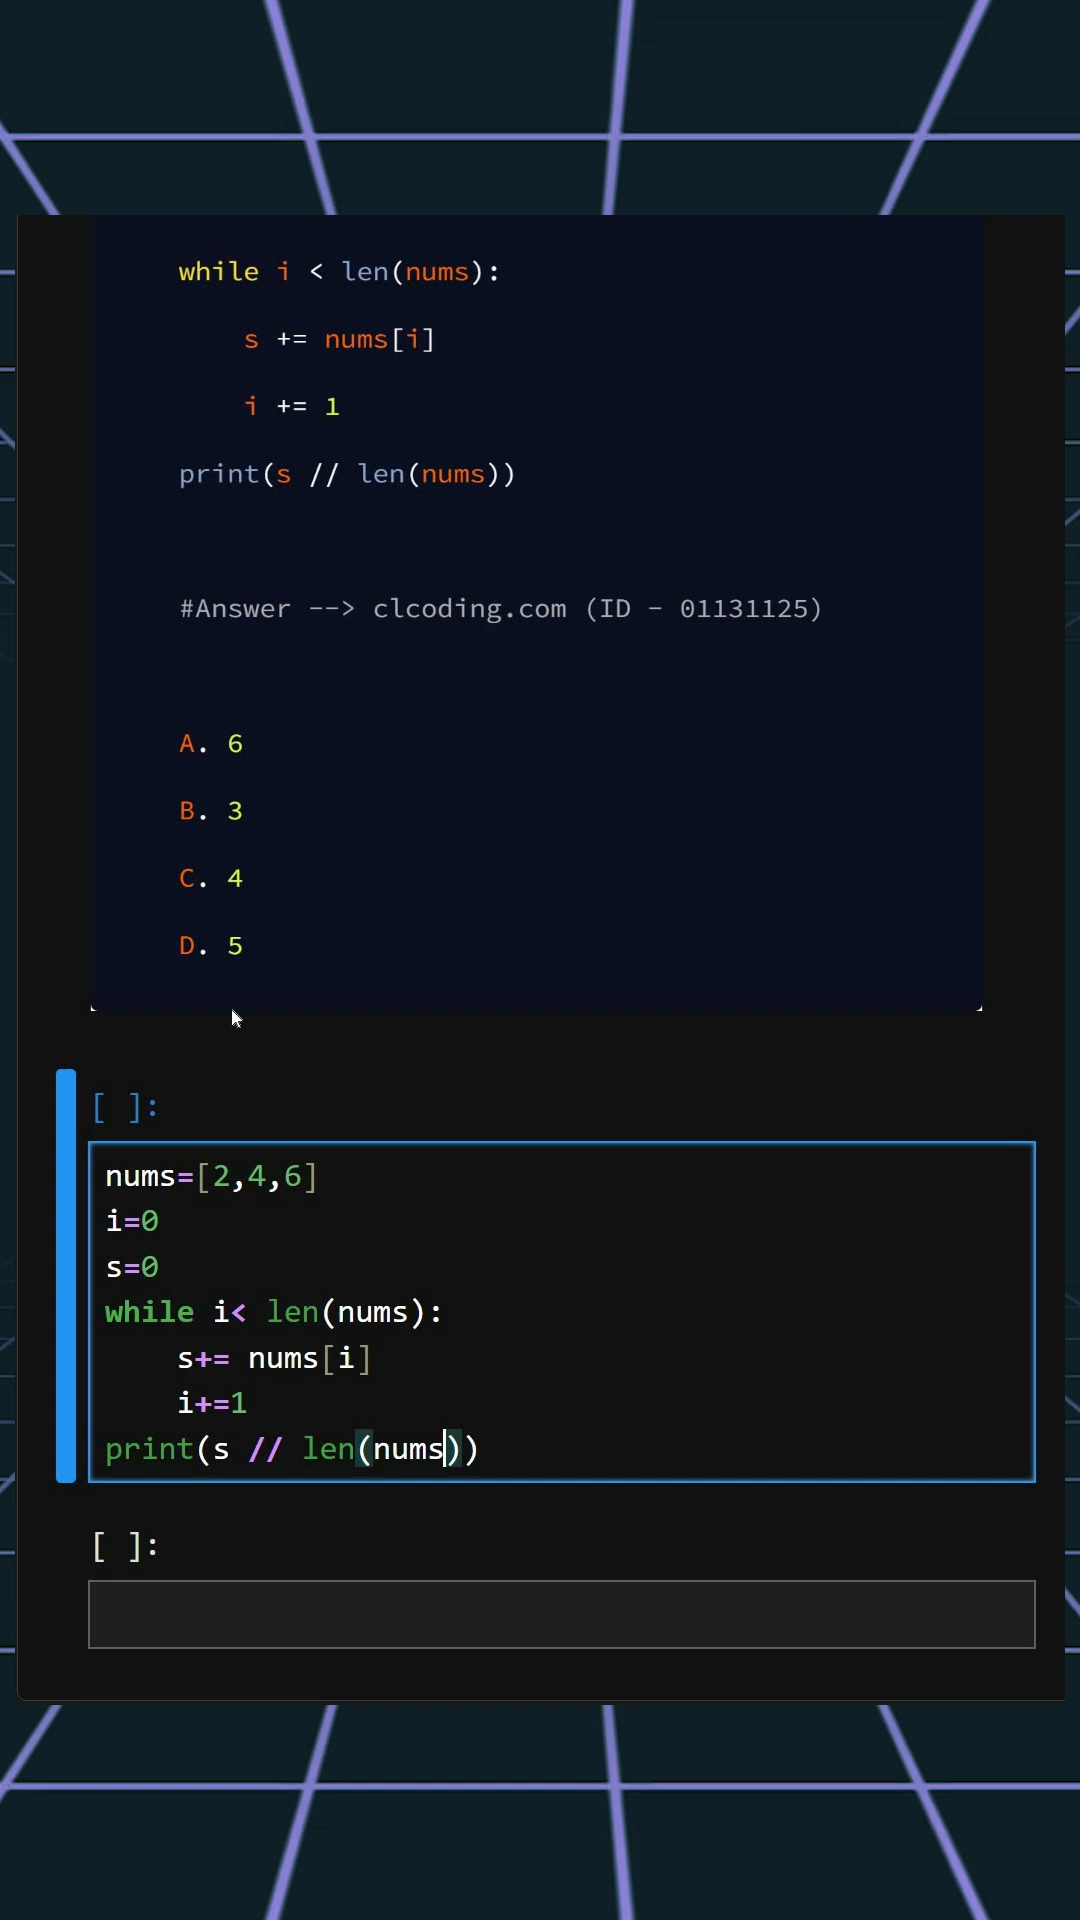 while i < len(nums):
    s += nums[i]
    i += 1
print(s // len(nums))
#Answer --> clcoding.com (ID - 01131125)
A. 6
B. 3
C. 4
D. 5
[ ]:
nums=[2,4,6]
i=0
s=0
while i< len(nums):
    s+= nums[i]
    i+=1
print(s // len(nums))
[ ]: